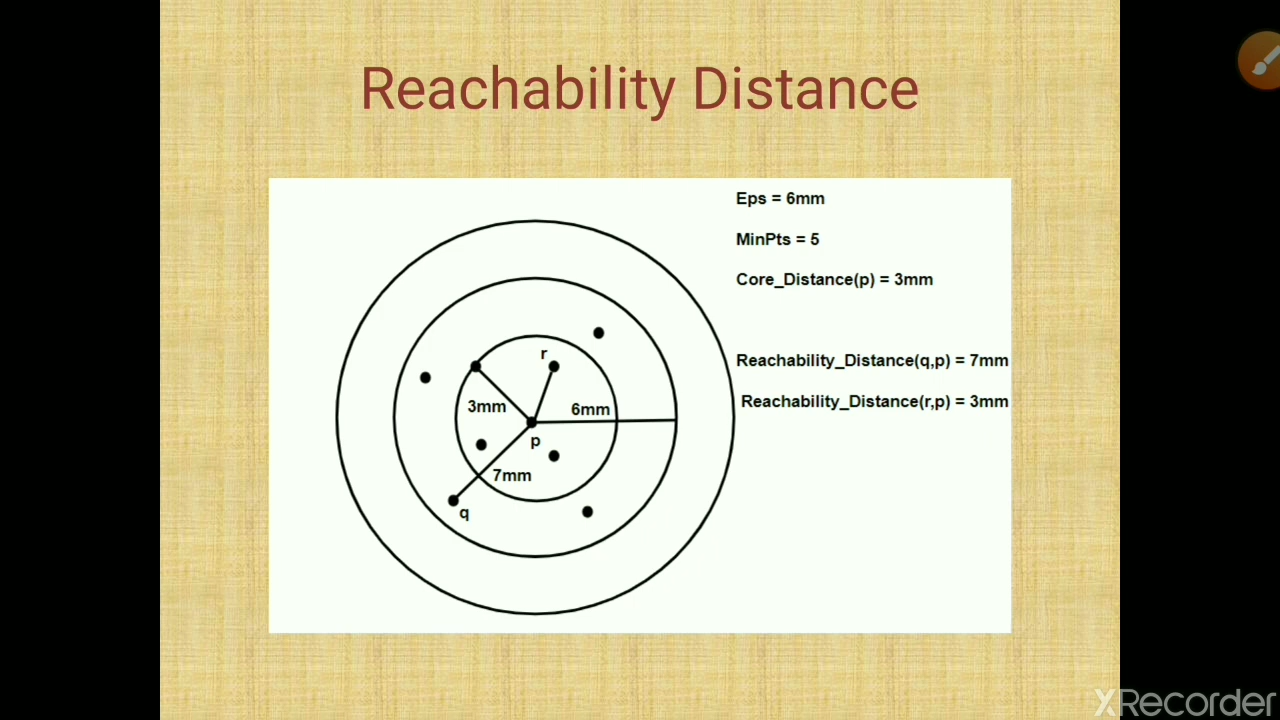 Reachability Distance
Eps = 6mm
MinPts = 5
Core_Distance(p) = 3mm
r
Reachability_Distance(q,p) = 7mm
Reachability_Distance(r,p) = 3mm
3mm
6mm
p
7mm
q
XRecorder